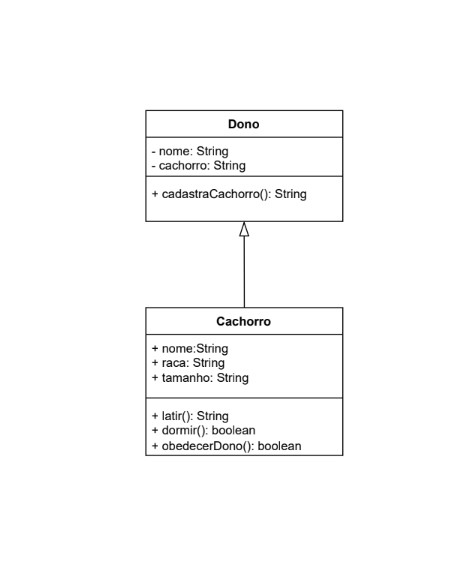 Dono
- nome: String
- cachorro: String
+ cadastraCachorro(): String
Cachorro
+ nome:String
+ raca: String
+ tamanho: String
+ latir(): String
+ dormir(): boolean
+ obedecerDono(): boolean